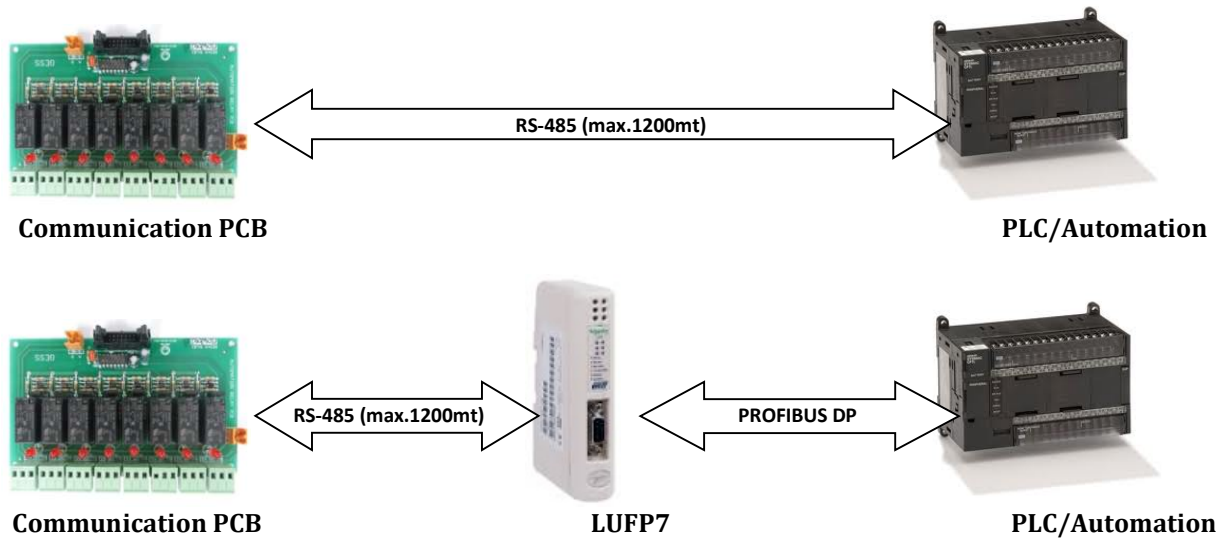 RS-485 (max.1200mt)
Communication PCB
PLC/Automation
RS-485 (max.1200mt)
PROFIBUS DP
Communication PCB
LUFP7
PLC/Automation